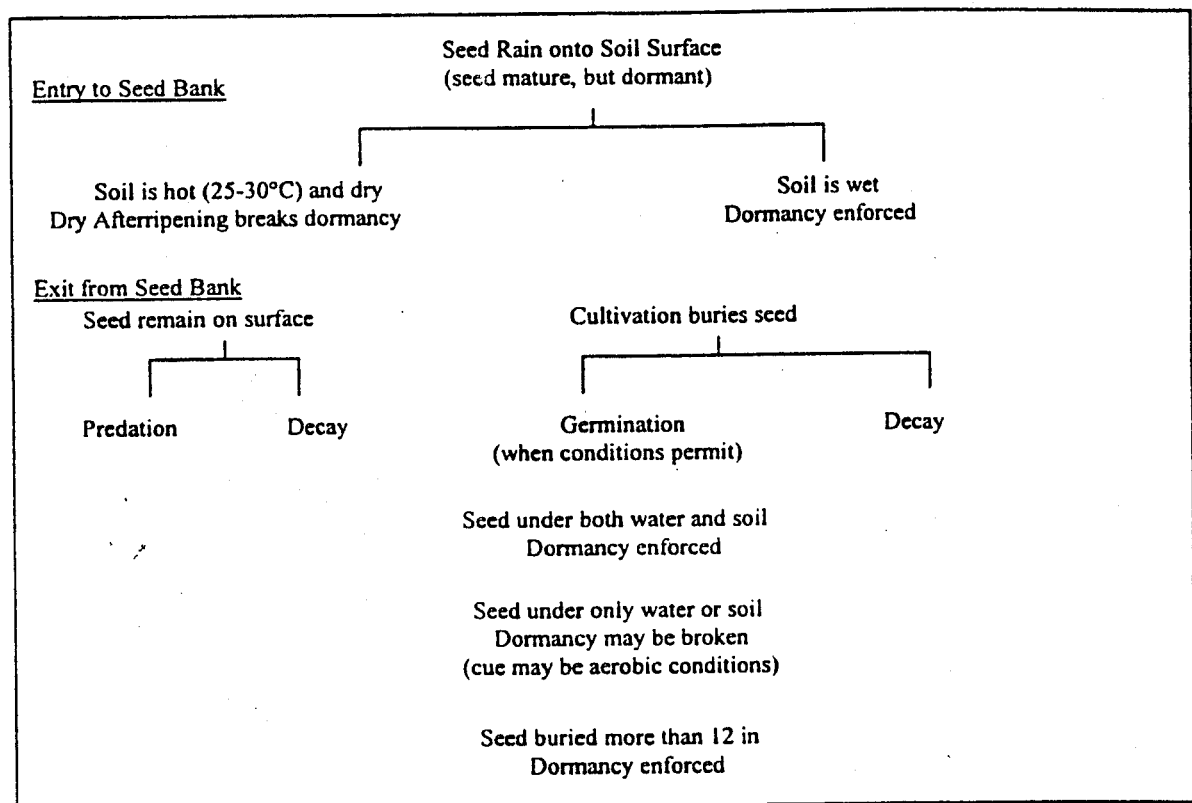 Seed Rain onto Soil Surface
(seed mature, but dormant)
Entry to Seed Bank
Soil is hot (25-30°C) and dry
Dry Afterripening breaks dormancy
Soil is wet
Dormancy enforced
Exit from Seed Bank
Seed remain on surface
Cultivation buries seed
Predation
Decay
Germination
(when conditions permit)
Decay
Seed under both water and soil
Dormancy enforced
Seed under only water or soil
Dormancy may be broken
(cue may be aerobic conditions)
Seed buried more than 12 in
Dormancy enforced